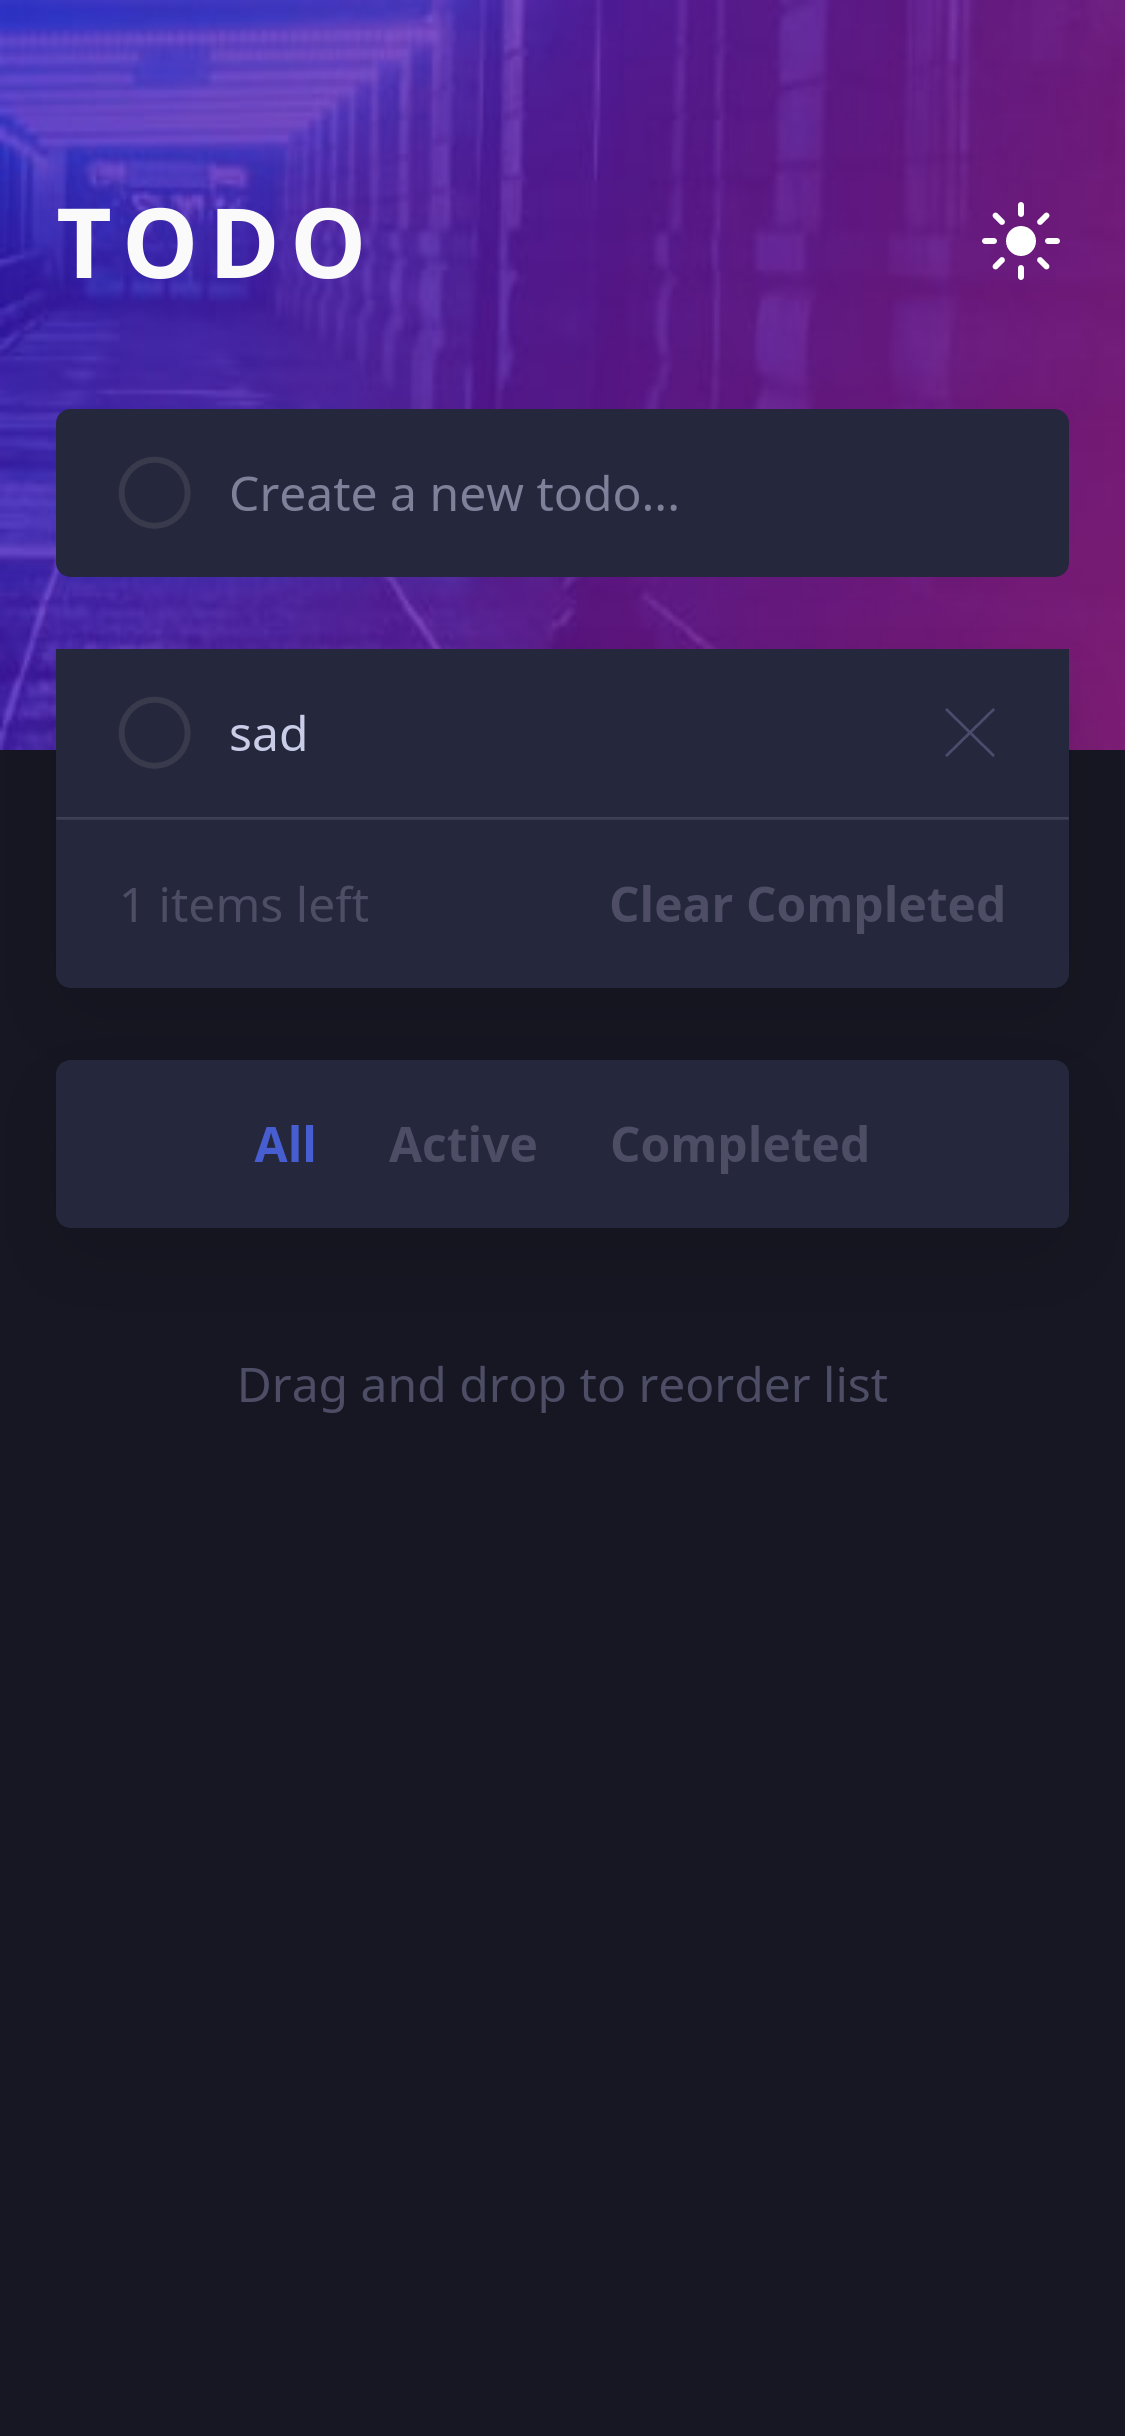 TODO
Create a new todo...
sad
1 items left Clear Completed
All Active Completed
Drag and drop to reorder list